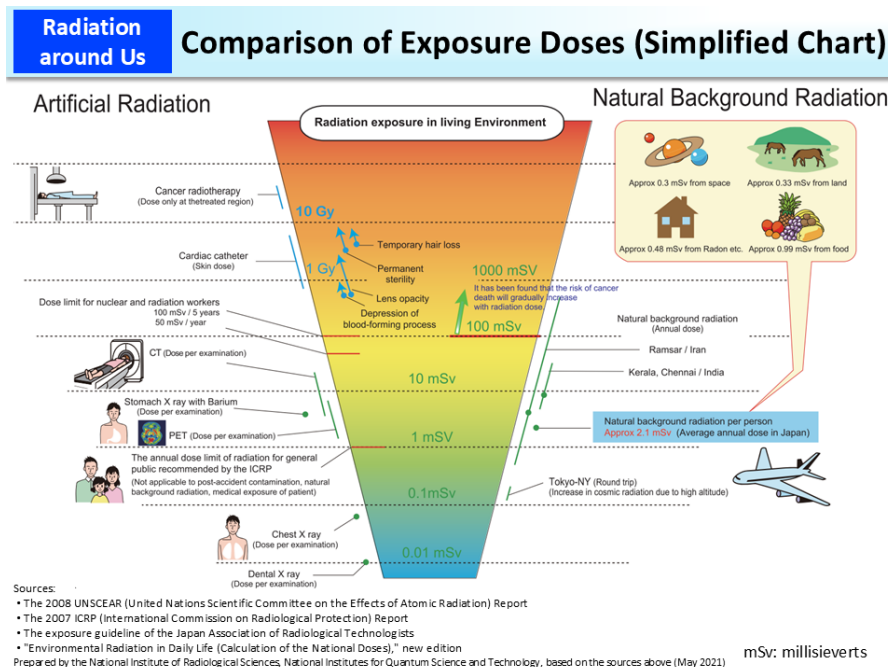 Radiation
around Us
Comparison of Exposure Doses (Simplified Chart)
Artificial Radiation
Natural Background Radiation
Radiation exposure in living Environment
Approx 0.3 mSv from space
Approx 0.33 mSv from land
Approx 0.48 mSv from Radon etc.
Approx 0.99 mSv from food
Cancer radiotherapy
(Dose only at thetreated region)
10 Gy
Temporary hair loss
Cardiac catheter
(Skin dose)
1 Gy
Permanent
sterility
1000 mSV
It has been found that the risk of cancer
death will gradually increase
with radiation dose
Lens opacity
Depression of
blood-forming process
Dose limit for nuclear and radiation workers
100 mSv / 5 years
50 mSv / year
100 mSv
Natural background radiation
(Annual dose)
Ramsar / Iran
Kerala, Chennai / India
CT (Dose per examination)
10 mSv
Stomach X ray with Barium
(Dose per examination)
PET (Dose per examination)
1 mSV
Natural background radiation per person
Approx 2.1 mSv (Average annual dose in Japan)
The annual dose limit of radiation for general
public recommended by the ICRP
(Not applicable to post-accident contamination, natural
background radiation, medical exposure of patient)
0.1mSv
Tokyo-NY (Round trip)
(Increase in cosmic radiation due to high altitude)
Chest X ray
(Dose per examination)
0.01 mSv
Dental X ray
(Dose per examination)
Sources:
• The 2008 UNSCEAR (United Nations Scientific Committee on the Effects of Atomic Radiation) Report
• The 2007 ICRP (International Commission on Radiological Protection) Report
• The exposure guideline of the Japan Association of Radiological Technologists
• "Environmental Radiation in Daily Life (Calculation of the National Doses)," new edition
Prepared by the National Institute of Radiological Sciences, National Institutes for Quantum Science and Technology, based on the sources above (May 2021)
mSv: millisieverts